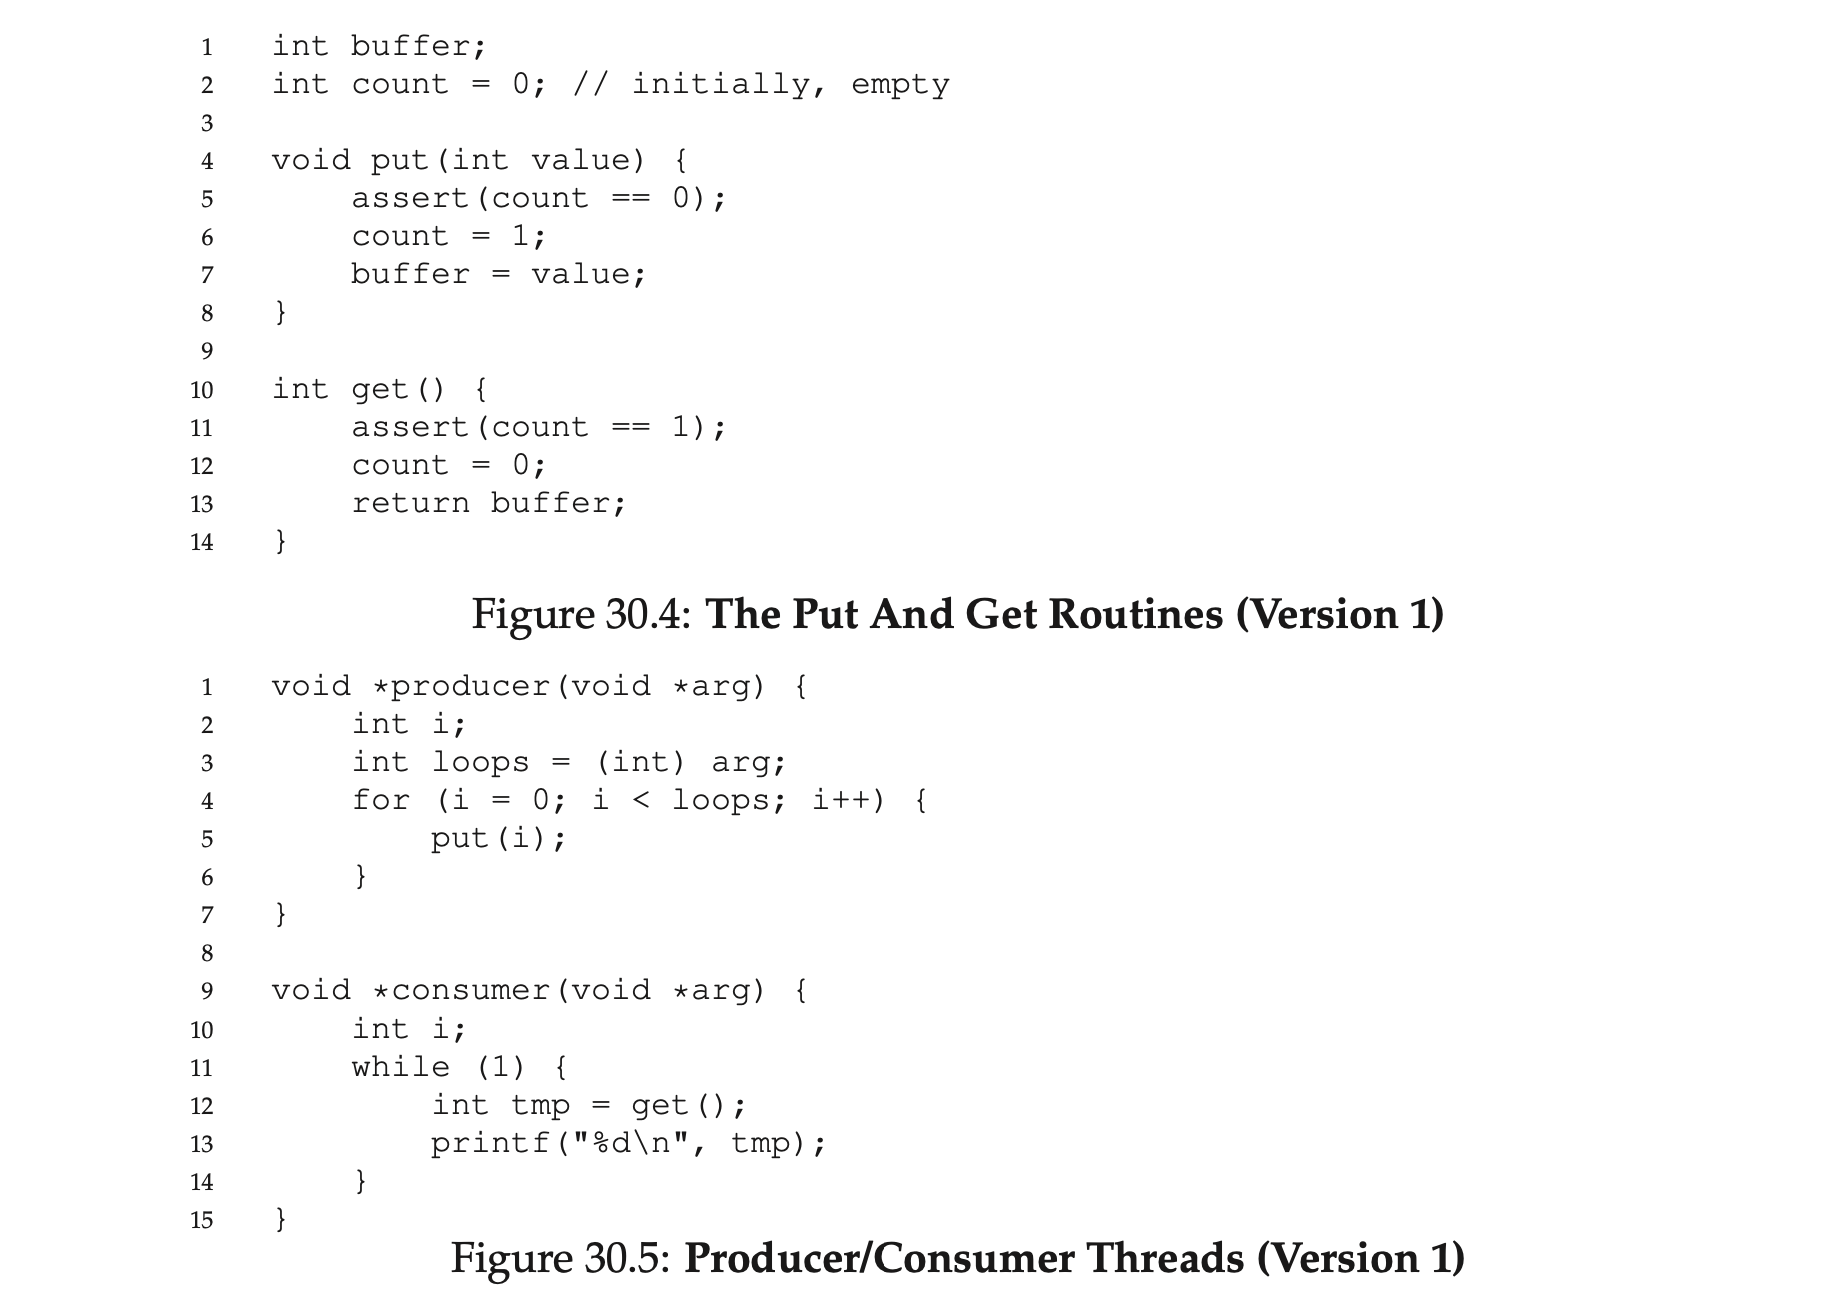 1 int buffer;
2 int count = 0; // initially, empty
3
4 void put(int value) {
5     assert(count == 0);
6     count = 1;
7     buffer = value;
8 }
9
10 int get() {
11     assert(count == 1);
12     count = 0;
13     return buffer;
14 }
Figure 30.4: The Put And Get Routines (Version 1)
1 void *producer(void *arg) {
2     int i;
3     int loops = (int) arg;
4     for (i = 0; i < loops; i++) {
5         put(i);
6     }
7 }
8
9 void *consumer(void *arg) {
10     int i;
11     while (1) {
12         int tmp = get();
13         printf("%d\n", tmp);
14     }
15 }
Figure 30.5: Producer/Consumer Threads (Version 1)